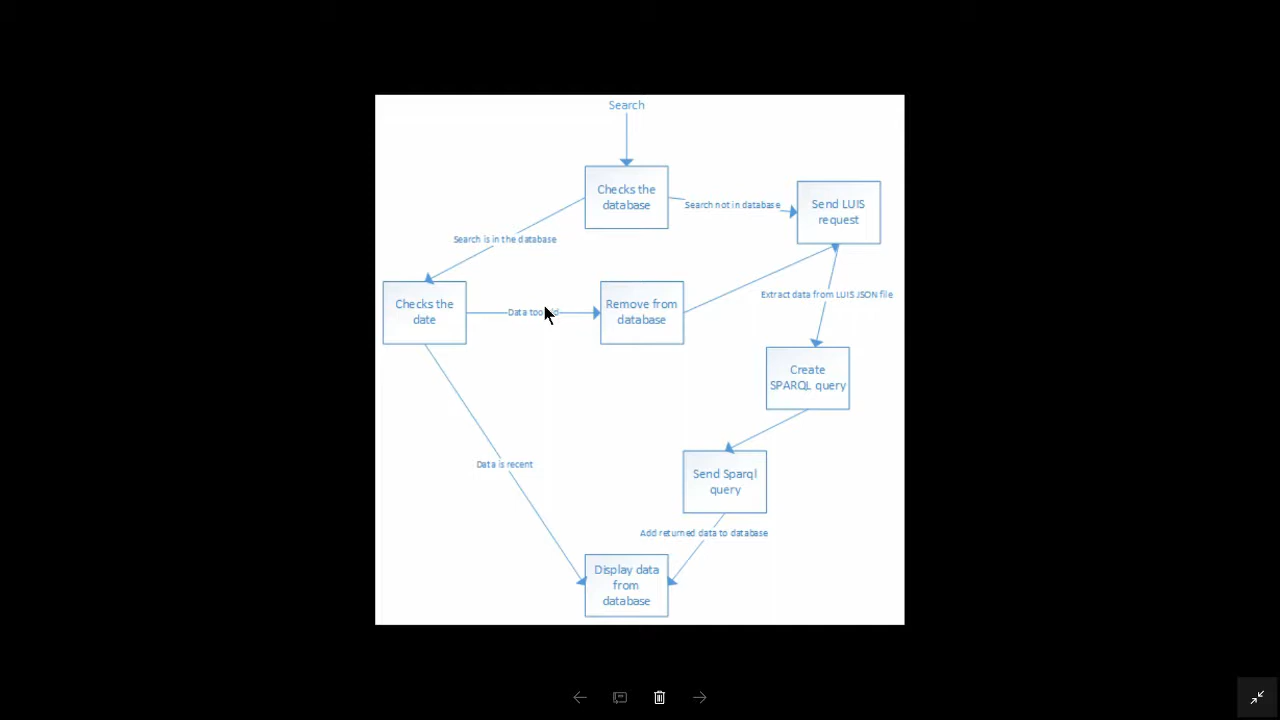 Search
Checks the
database
Search not in database
Send LUIS
request
Search is in the database
Checks the
date
Data too
Remove from
database
Extract data from LUIS JSON file
Create
SPARQL query
Data is recent
Send Sparql
query
Add returned data to database
Display data
from
database